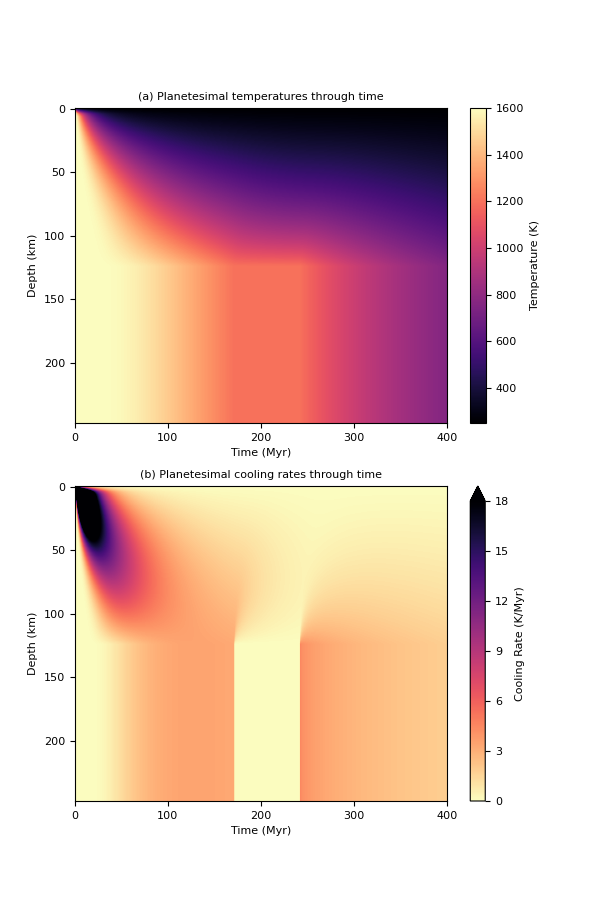 (a) Planetesimal temperatures through time
0
50
100
150
200
Depth (km)
0 100 200 300 400
Time (Myr)
1600
1400
1200
1000
800
600
400
Temperature (K)
(b) Planetesimal cooling rates through time
0
50
100
150
200
Depth (km)
0 100 200 300 400
Time (Myr)
18
15
12
9
6
3
0
Cooling Rate (K/Myr)